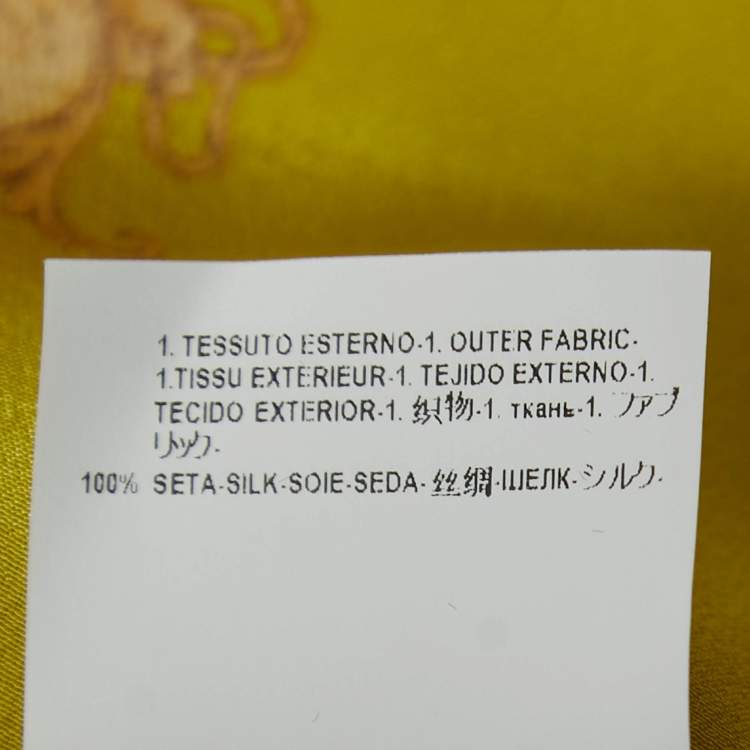 1. TESSUTO ESTERNO-1. OUTER FABRIC-
1.TISSU EXTERIEUR-1. TEJIDO EXTERNO-1.
TECIDO EXTERIOR-1. 织物-1. ткань-1. ファブ
リック-
100% SETA-SILK-SOIE-SEDA-丝绸-ШЕЛК-シルク-